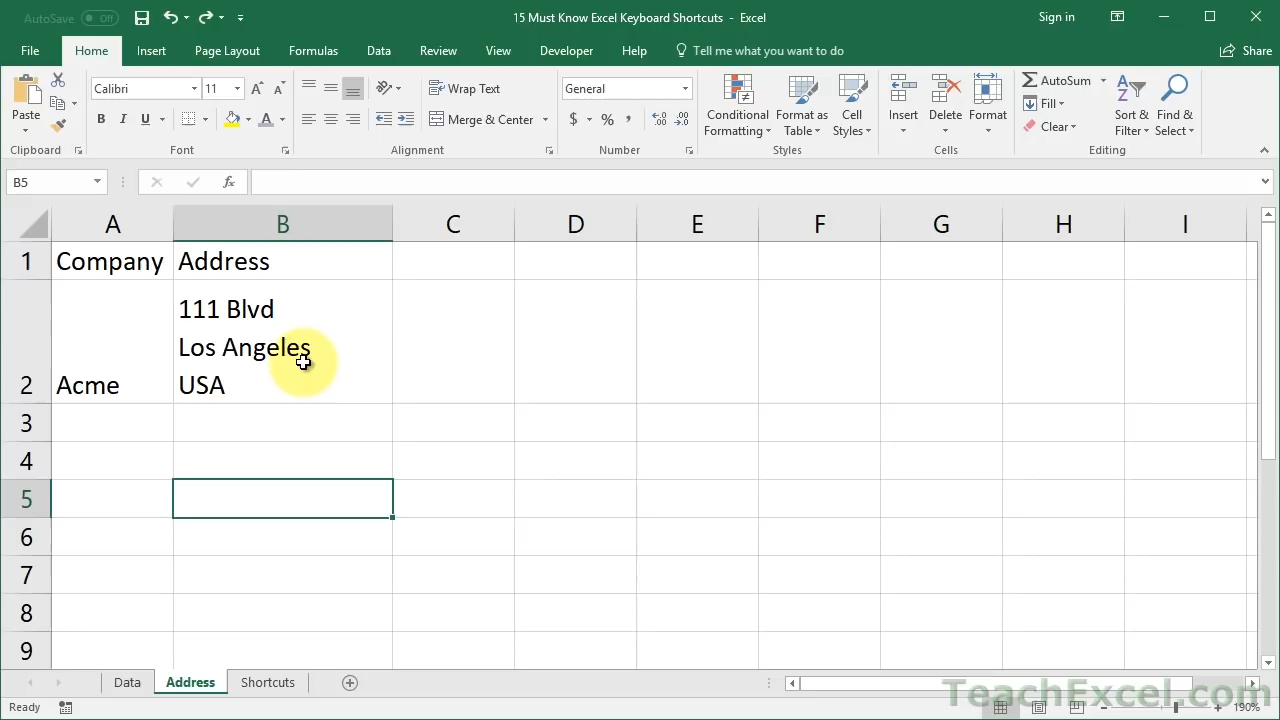 AutoSave Off
15 Must Know Excel Keyboard Shortcuts - Excel
Sign in
File Home Insert Page Layout Formulas Data Review View Developer Help Tell me what you want to do Share
Paste
Calibri 11
B I U A
Wrap Text
Merge & Center
General
$ % ,
Conditional Formatting
Format as Table
Cell Styles
Insert
Delete
Format
AutoSum
Fill
Clear
Sort & Filter
Find & Select
Clipboard Font Alignment Number Styles Cells Editing
B5
fx
A B C D E F G H I
1 Company Address
111 Blvd
Los Angeles
2 Acme USA
3
4
5
6
7
8
9
Data Address Shortcuts
TeachExcel.com
Ready
190%